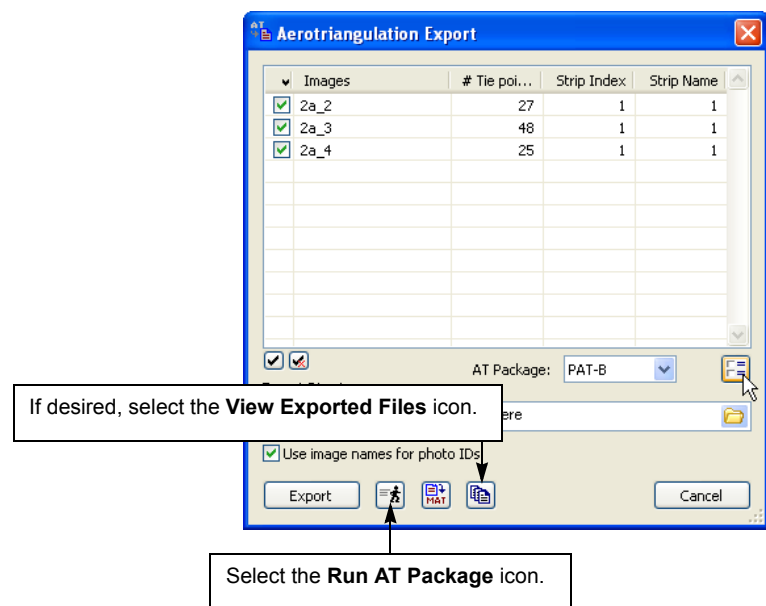 AT
Aerotriangulation Export
Images # Tie poi... Strip Index Strip Name
2a_2 27 1 1
2a_3 48 1 1
2a_4 25 1 1
AT Package: PAT-B
If desired, select the View Exported Files icon.
ere
Use image names for photo IDs
Export MAT Cancel
Select the Run AT Package icon.